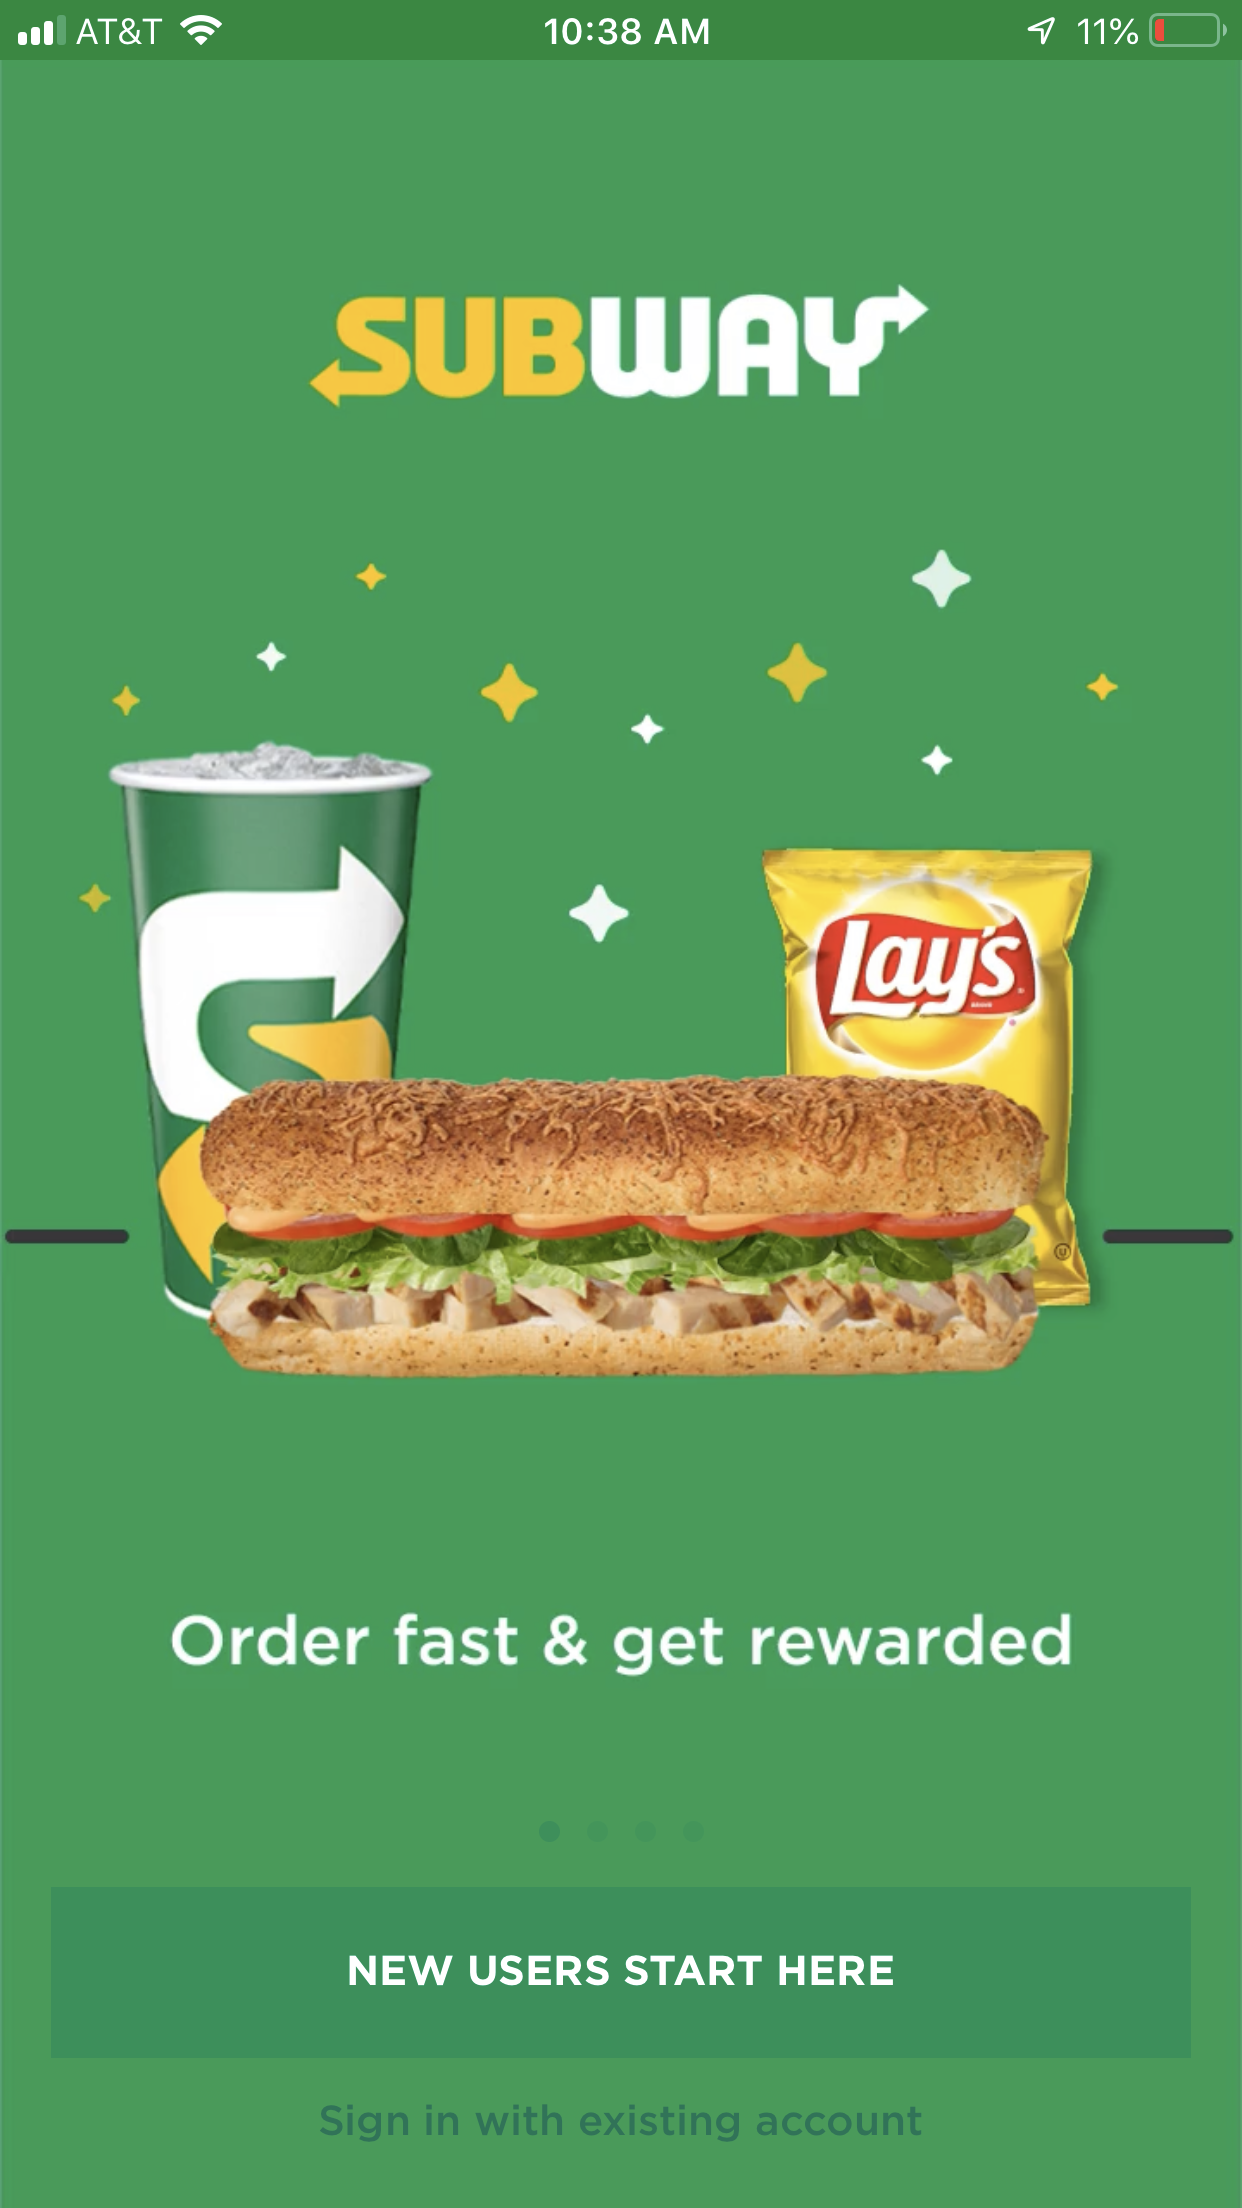 AT&T 10:38 AM 11%
SUBWAY
Lay's
Order fast & get rewarded
NEW USERS START HERE
Sign in with existing account